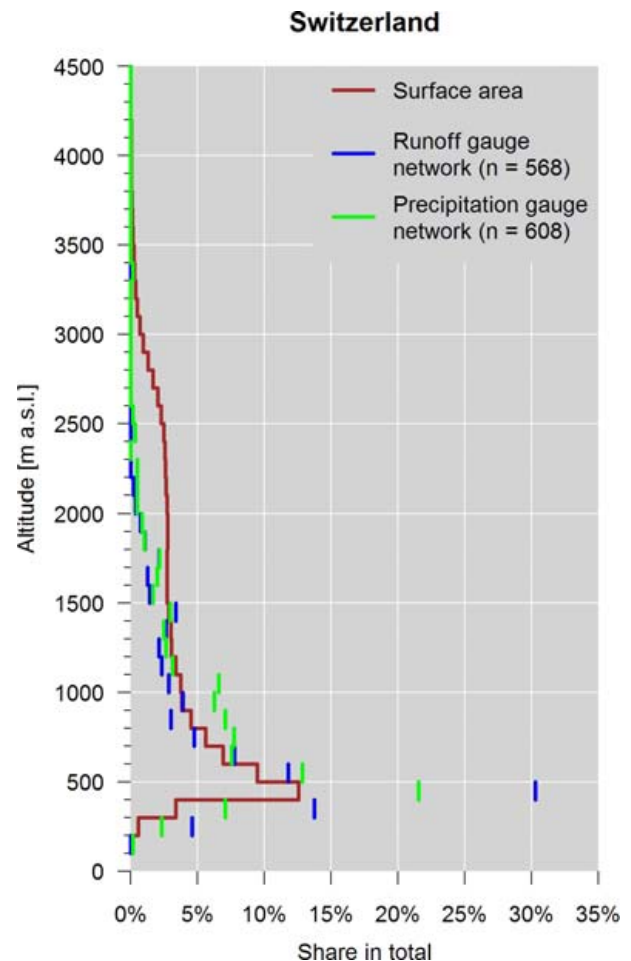 Switzerland
Surface area
Runoff gauge
network (n = 568)
Precipitation gauge
network (n = 608)
Altitude [m a.s.l.]
4500
4000
3500
3000
2500
2000
1500
1000
500
0
0% 5% 10% 15% 20% 25% 30% 35%
Share in total